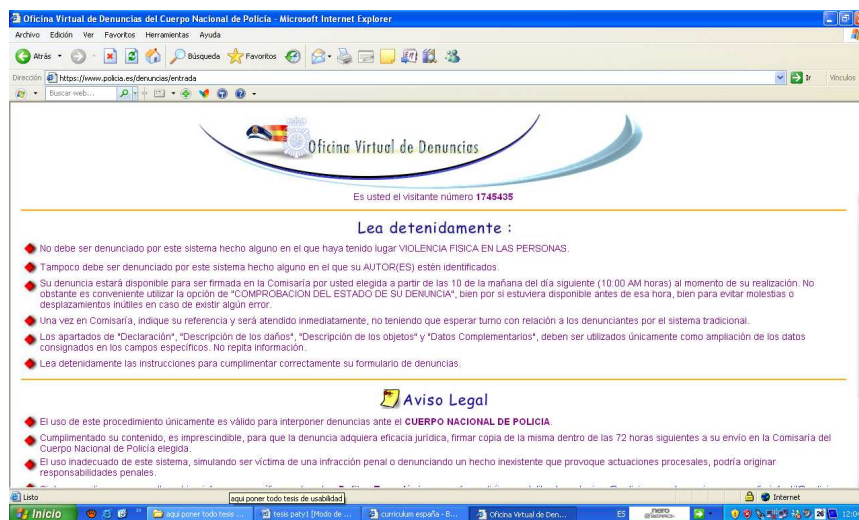 Oficina Virtual de Denuncias del Cuerpo Nacional de Policía - Microsoft Internet Explorer
Archivo Edición Ver Favoritos Herramientas Ayuda
Atrás Búsqueda Favoritos
Dirección https://www.policia.es/denuncias/entrada Ir Vínculos
Buscar web...
Oficina Virtual de Denuncias
Es usted el visitante número 1745435
Lea detenidamente :
No debe ser denunciado por este sistema hecho alguno en el que haya tenido lugar VIOLENCIA FISICA EN LAS PERSONAS.
Tampoco debe ser denunciado por este sistema hecho alguno en el que su AUTOR(ES) estén identificados.
Su denuncia estará disponible para ser firmada en la Comisaría por usted elegida a partir de las 10 de la mañana del día siguiente (10:00 AM horas) al momento de su realización. No
obstante es conveniente utilizar la opción de "COMPROBACION DEL ESTADO DE SU DENUNCIA", bien por si estuviera disponible antes de esa hora, bien para evitar molestias o
desplazamientos inútiles en caso de existir algún error.
Una vez en Comisaría, indique su referencia y será atendido inmediatamente, no teniendo que esperar turno con relación a los denunciantes por el sistema tradicional.
Los apartados de "Declaración", "Descripción de los daños", "Descripción de los objetos" y "Datos Complementarios", deben ser utilizados únicamente como ampliación de los datos
consignados en los campos específicos. No repita información.
Lea detenidamente las instrucciones para cumplimentar correctamente su formulario de denuncias.
Aviso Legal
El uso de este procedimiento únicamente es válido para interponer denuncias ante el CUERPO NACIONAL DE POLICIA.
Cumplimentado su contenido, es imprescindible, para que la denuncia adquiera eficacia jurídica, firmar copia de la misma dentro de las 72 horas siguientes a su envío en la Comisaría del
Cuerpo Nacional de Policía elegida.
El uso inadecuado de este sistema, simulando ser víctima de una infracción penal o denunciando un hecho inexistente que provoque actuaciones procesales, podría originar
responsabilidades penales.
Listo aqui poner todo tesis de usabilidad Internet
Inicio aqui poner todo tesis ... tesis paty1 [Modo de ... curriculum españa - B... Oficina Virtual de Den... ES nero 12:0